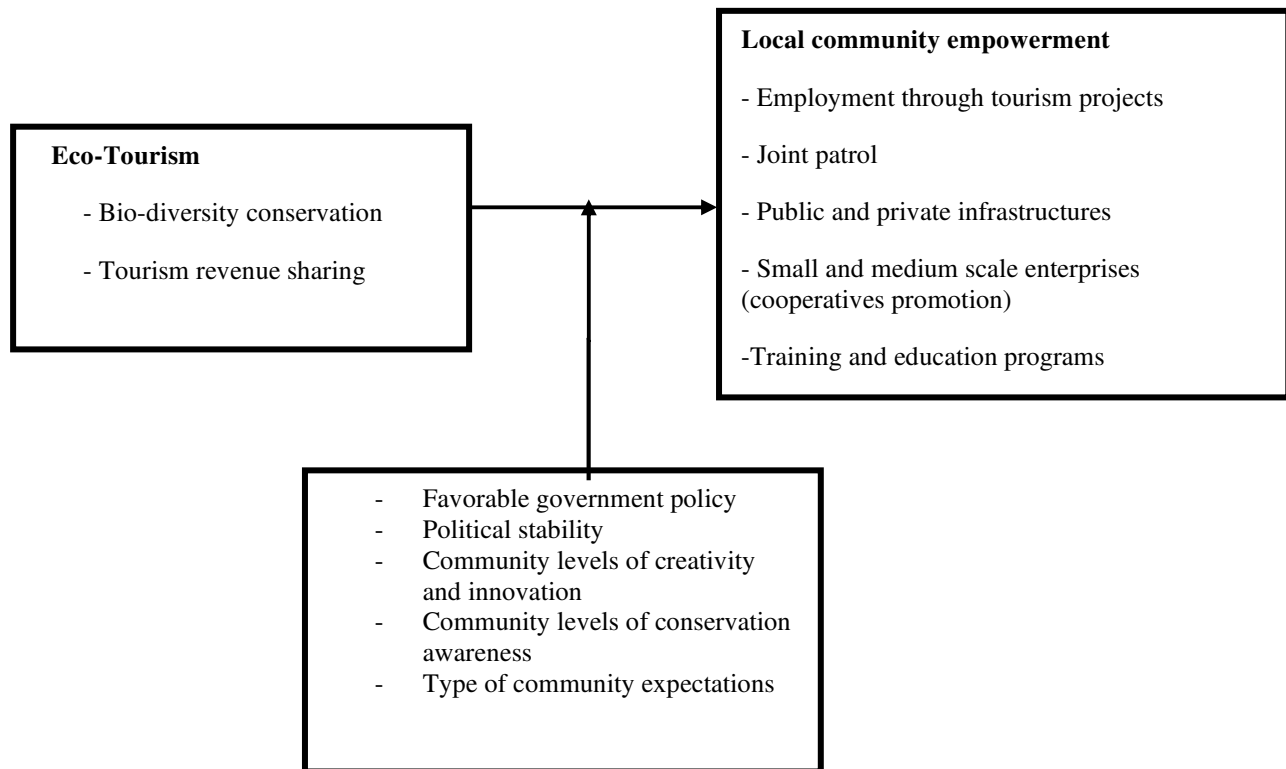 Local community empowerment
- Employment through tourism projects
- Joint patrol
- Public and private infrastructures
- Small and medium scale enterprises
(cooperatives promotion)
-Training and education programs
Eco-Tourism
- Bio-diversity conservation
- Tourism revenue sharing
- Favorable government policy
- Political stability
- Community levels of creativity
and innovation
- Community levels of conservation
awareness
- Type of community expectations